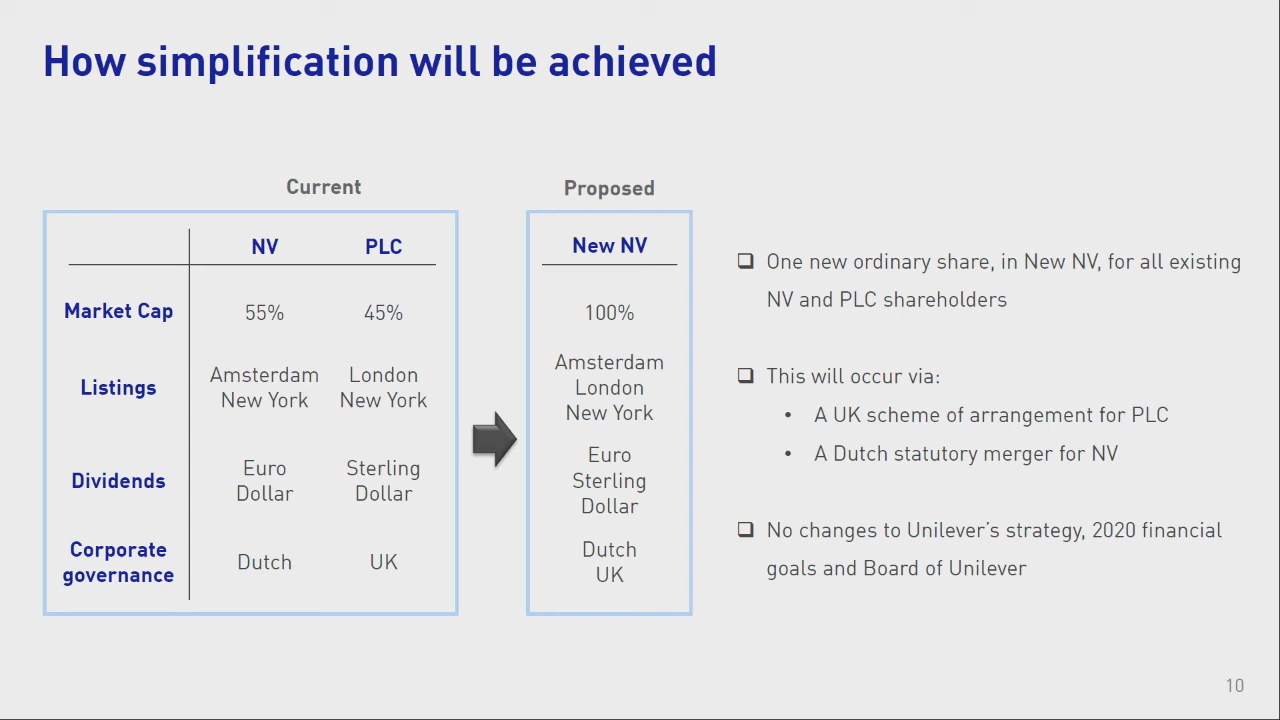 How simplification will be achieved
Current
NV PLC
Market Cap 55% 45%
Listings
Amsterdam
New York
London
New York
Dividends
Euro
Dollar
Sterling
Dollar
Corporate
governance
Dutch UK
Proposed
New NV
100%
Amsterdam
London
New York
Euro
Sterling
Dollar
Dutch
UK
❑ One new ordinary share, in New NV, for all existing
NV and PLC shareholders
❑ This will occur via:
• A UK scheme of arrangement for PLC
• A Dutch statutory merger for NV
❑ No changes to Unilever’s strategy, 2020 financial
goals and Board of Unilever
10